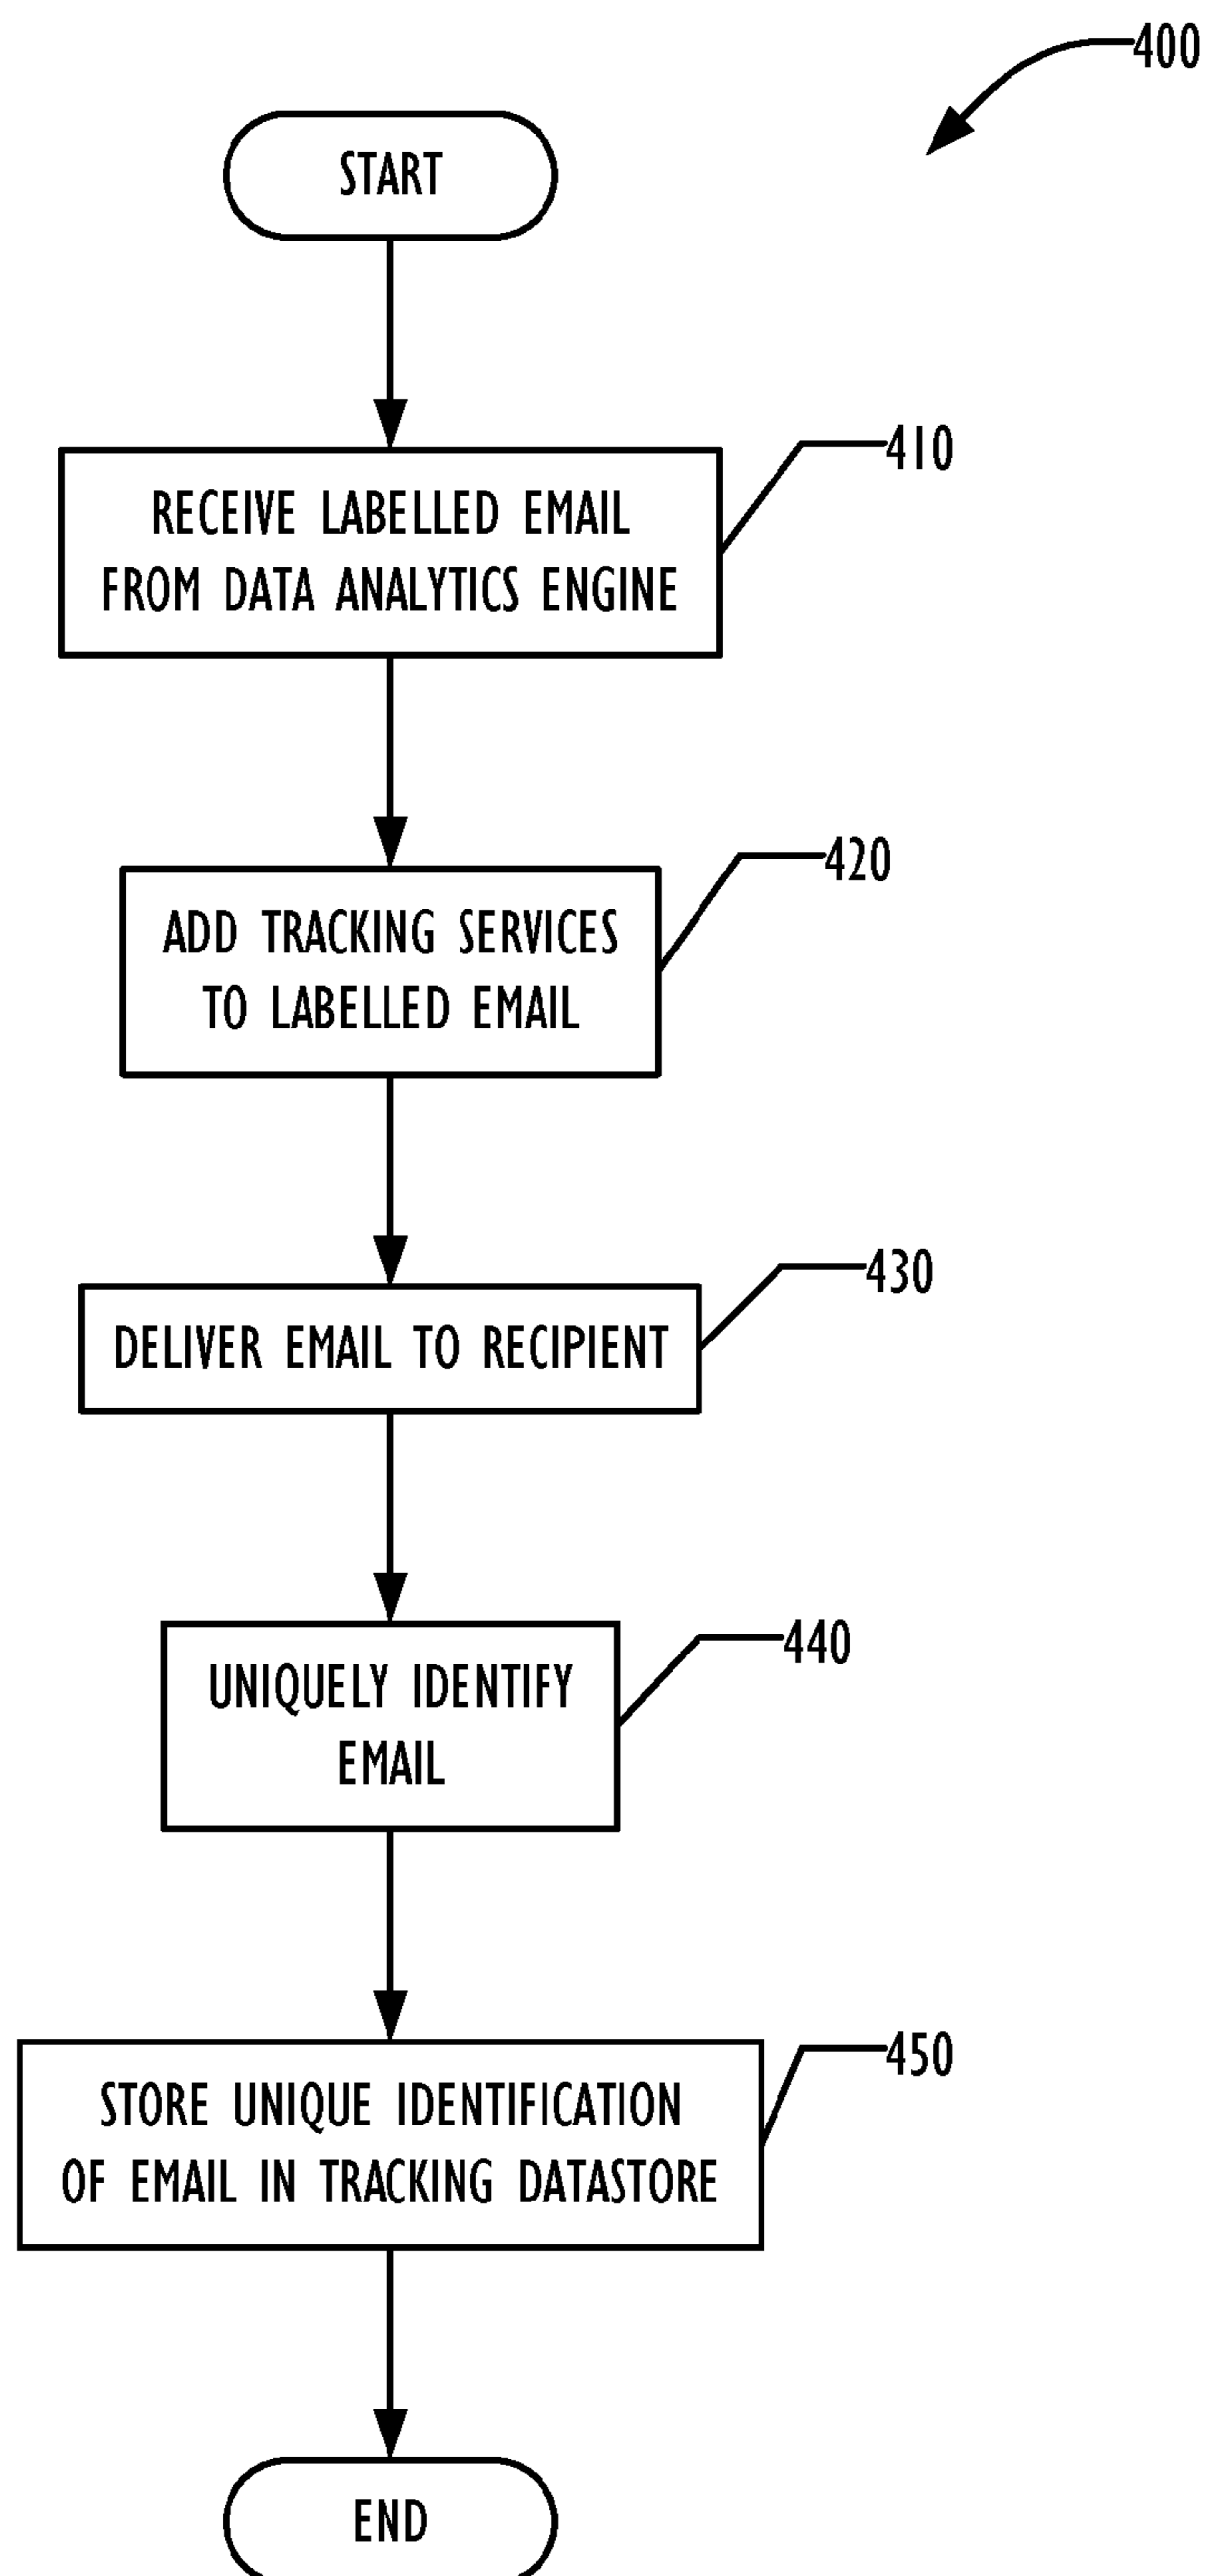 400
START
410
RECEIVE LABELLED EMAIL
FROM DATA ANALYTICS ENGINE
420
ADD TRACKING SERVICES
TO LABELLED EMAIL
430
DELIVER EMAIL TO RECIPIENT
440
UNIQUELY IDENTIFY
EMAIL
450
STORE UNIQUE IDENTIFICATION
OF EMAIL IN TRACKING DATASTORE
END